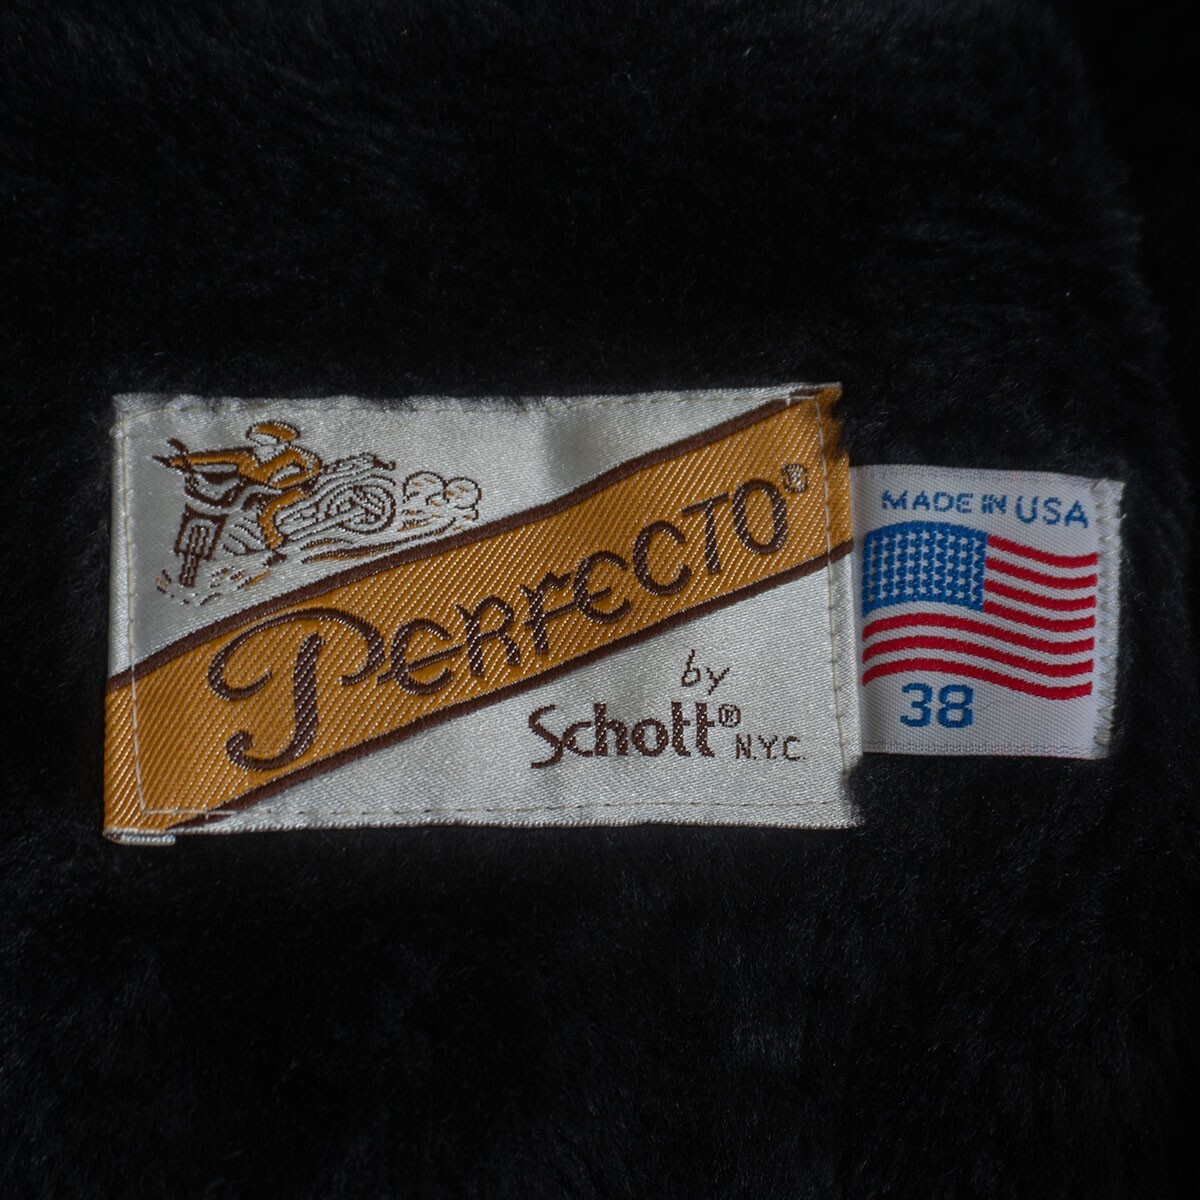 Perfecto®
by
Schott® N.Y.C.
MADE IN USA
38